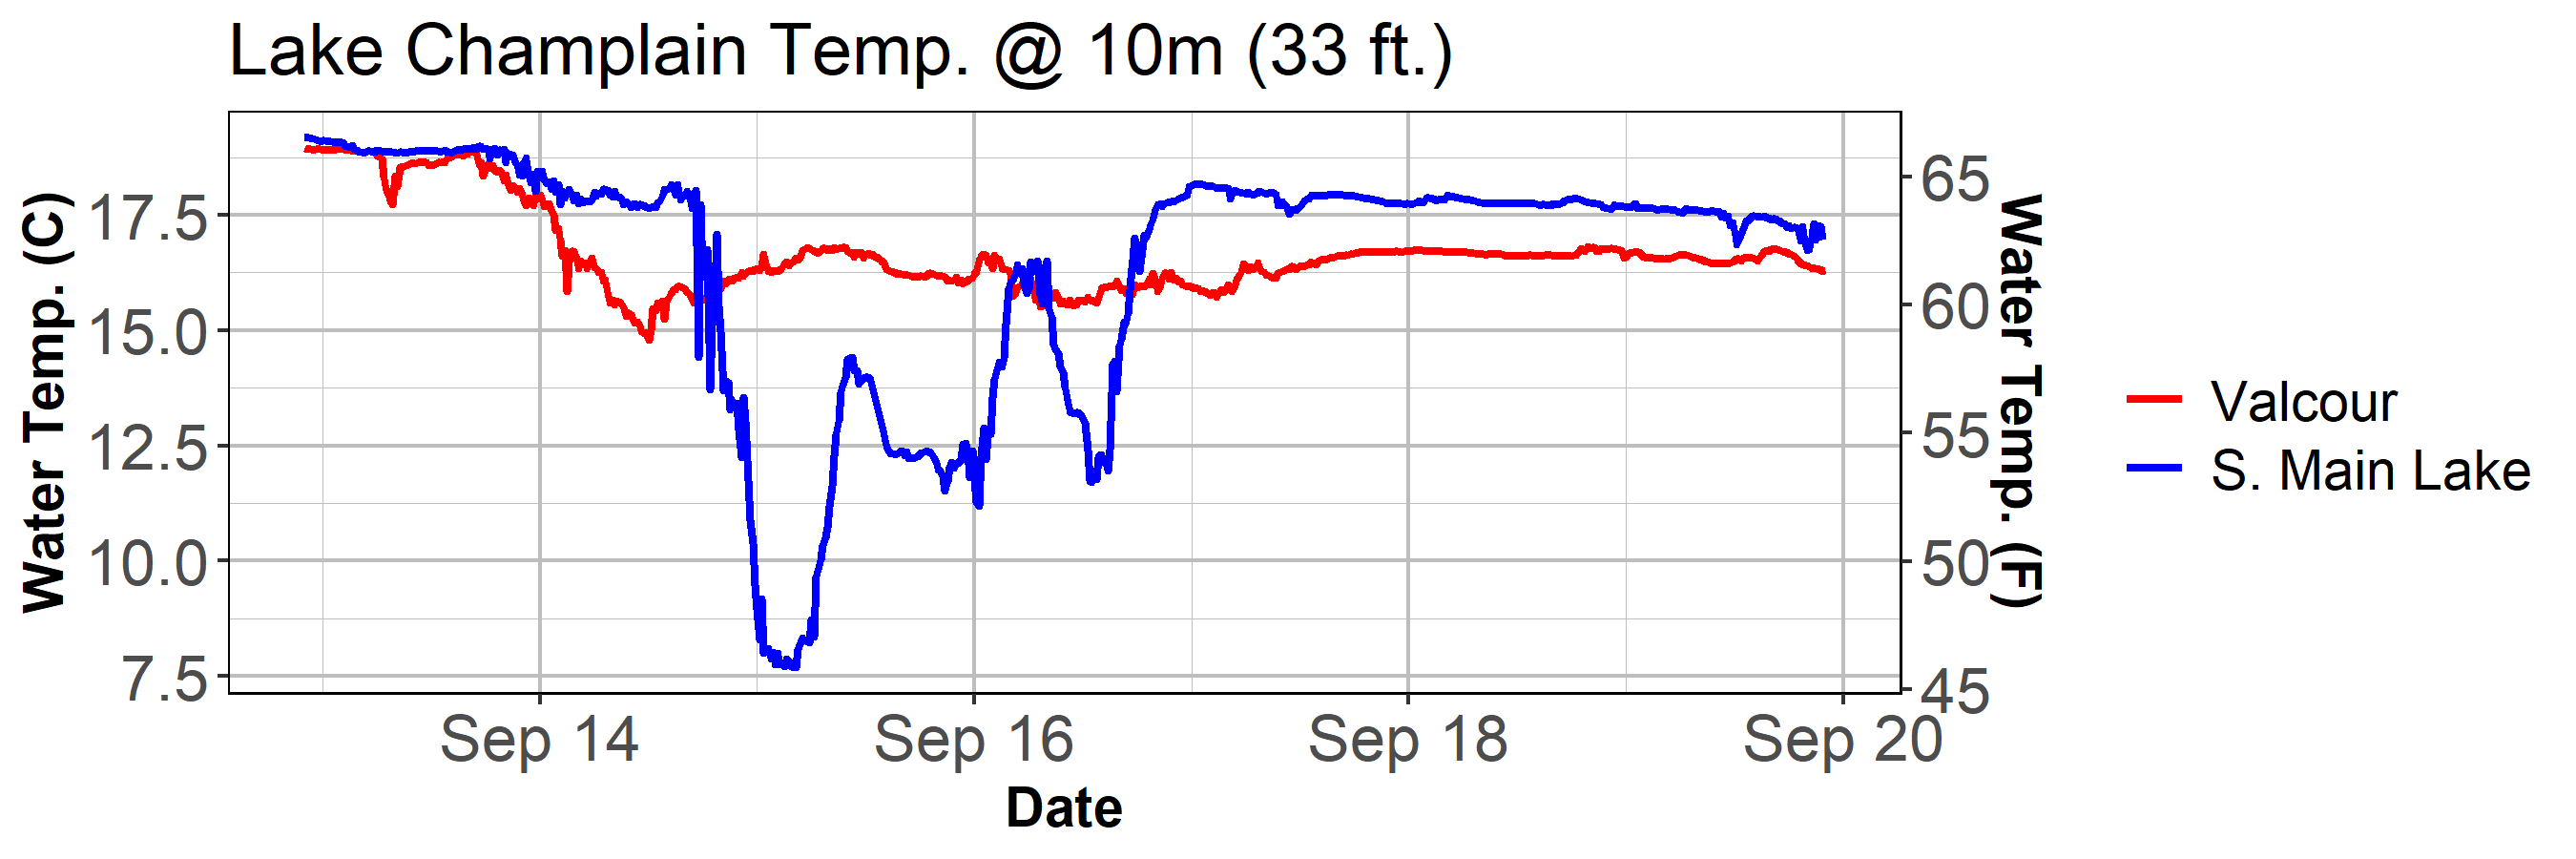 Lake Champlain Temp. @ 10m (33 ft.)
Water Temp. (C)
17.5
15.0
12.5
10.0
7.5
65
60
55
50
45
Water Temp. (F)
Sep 14
Sep 16
Sep 18
Sep 20
Date
Valcour
S. Main Lake